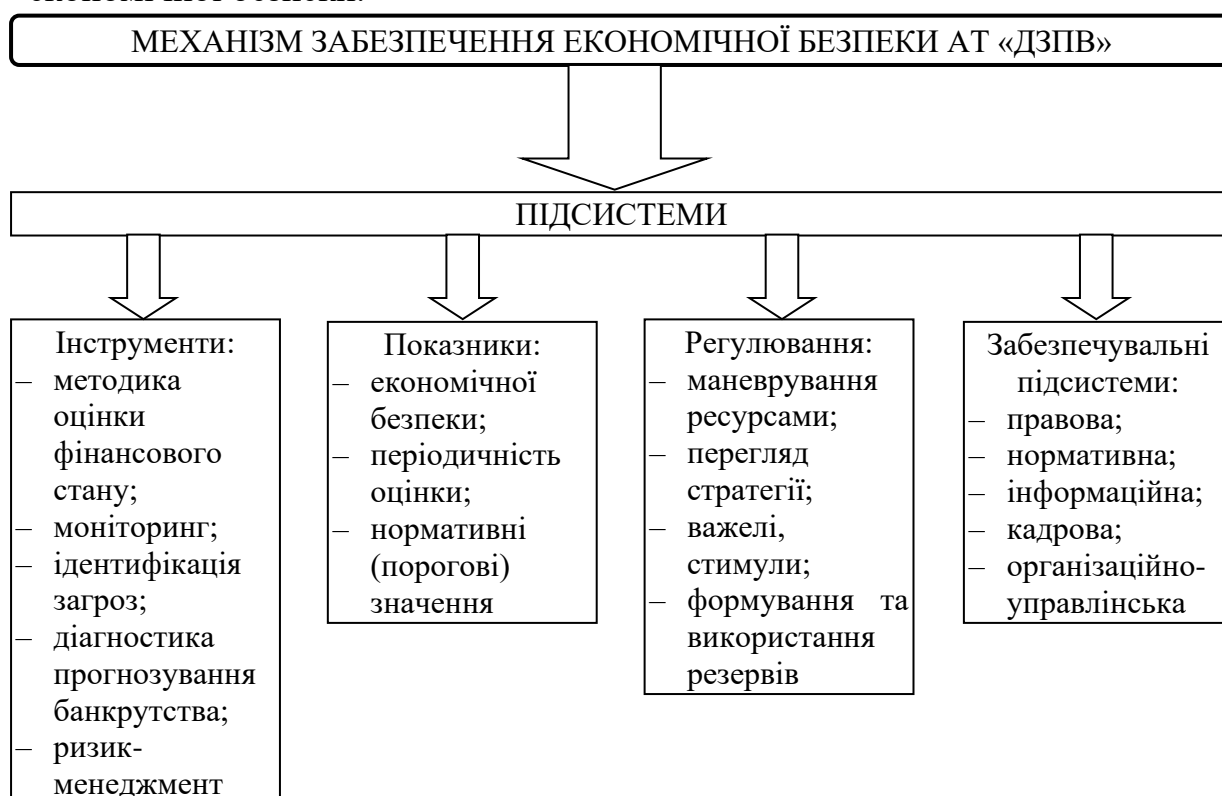 МЕХАНІЗМ ЗАБЕЗПЕЧЕННЯ ЕКОНОМІЧНОЇ БЕЗПЕКИ АТ «ДЗПВ»
ПІДСИСТЕМИ
Інструменти:
– методика
оцінки
фінансового
стану;
– моніторинг;
– ідентифікація
загроз;
– діагностика
прогнозування
банкрутства;
– ризик-
менеджмент
Показники:
– економічної
безпеки;
– періодичність
оцінки;
– нормативні
(порогові)
значення
Регулювання:
– маневрування
ресурсами;
– перегляд
стратегії;
– важелі,
стимули;
– формування та
використання
резервів
Забезпечувальні
підсистеми:
– правова;
– нормативна;
– інформаційна;
– кадрова;
– організаційно-
управлінська